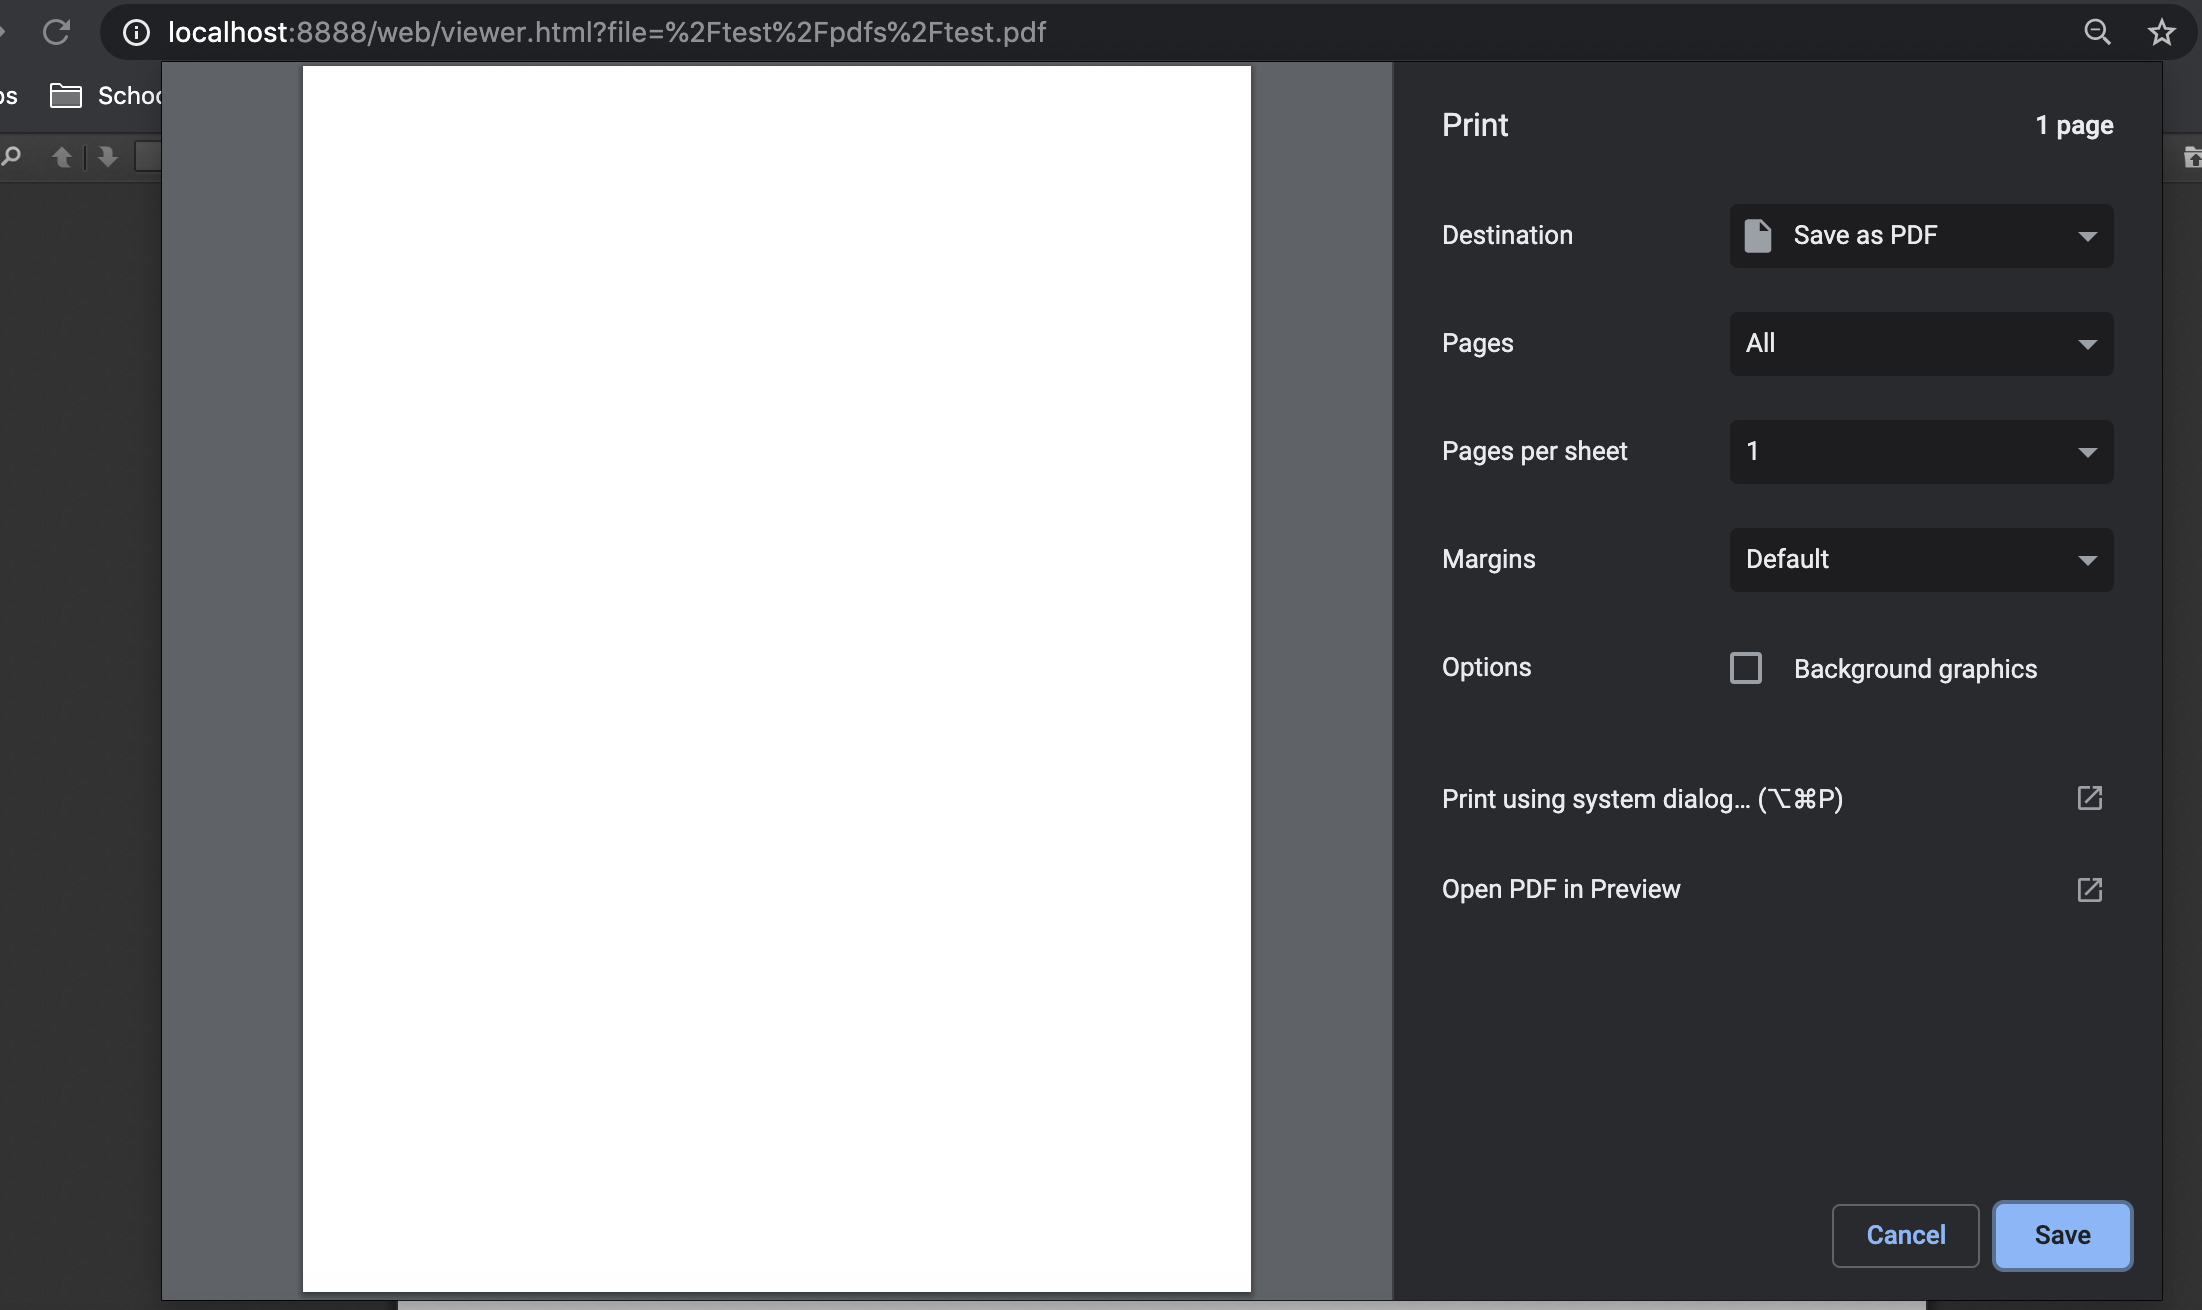 localhost:8888/web/viewer.html?file=%2Ftest%2Fpdfs%2Ftest.pdf
Print
1 page
Destination
Save as PDF
Pages
All
Pages per sheet
1
Margins
Default
Options
Background graphics
Print using system dialog... (⌥⌘P)
Open PDF in Preview
Cancel
Save